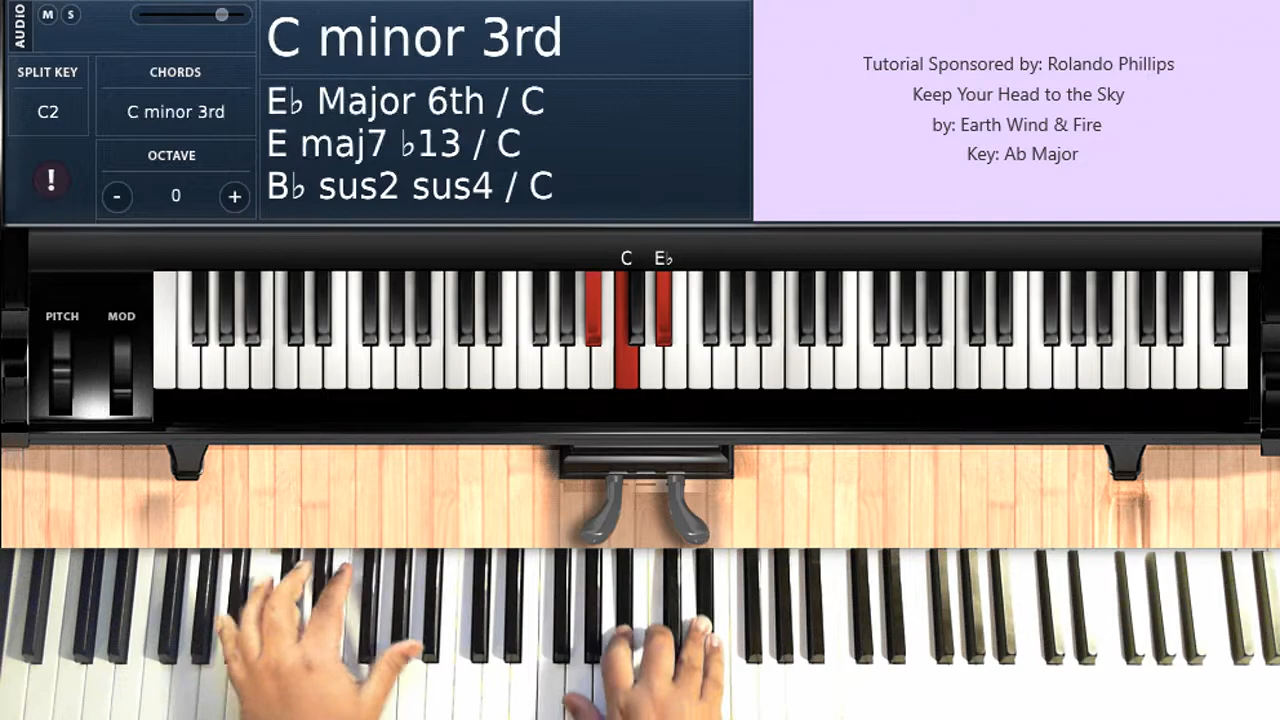 AUDIO
M S
SPLIT KEY
C2
!
CHORDS
C minor 3rd
OCTAVE
- 0 +
C minor 3rd
E♭ Major 6th / C
E maj7 ♭13 / C
B♭ sus2 sus4 / C
Tutorial Sponsored by: Rolando Phillips
Keep Your Head to the Sky
by: Earth Wind & Fire
Key: Ab Major
C E♭
PITCH MOD